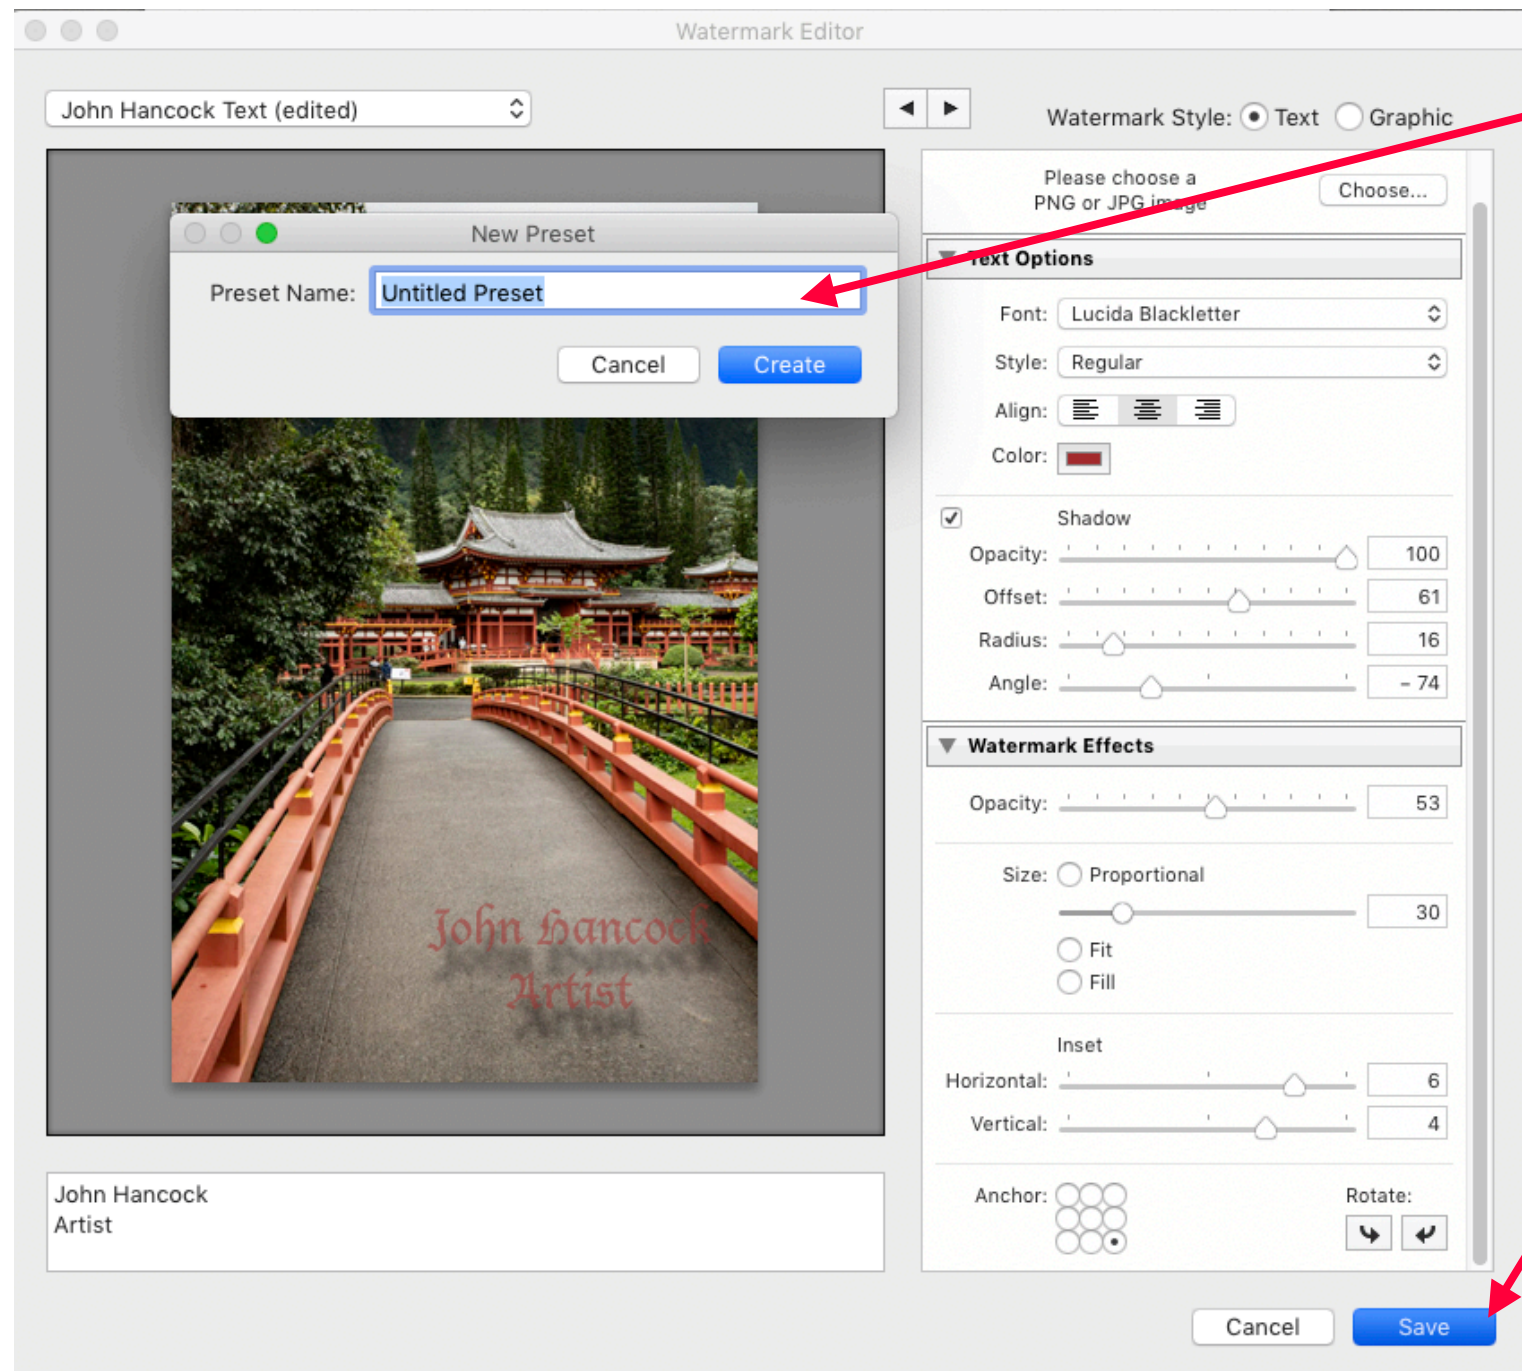 Watermark Editor
John Hancock Text (edited)
Watermark Style: Text Graphic
Please choose a
PNG or JPG image
Choose...
New Preset
Preset Name: Untitled Preset
Cancel Create
Text Options
Font: Lucida Blackletter
Style: Regular
Align:
Color:
Shadow
Opacity: 100
Offset: 61
Radius: 16
Angle: - 74
Watermark Effects
Opacity: 53
Size: Proportional
30
Fit
Fill
Inset
Horizontal: 6
Vertical: 4
Anchor: Rotate:
John Hancock
Artist
John Hancock
Artist
Cancel Save